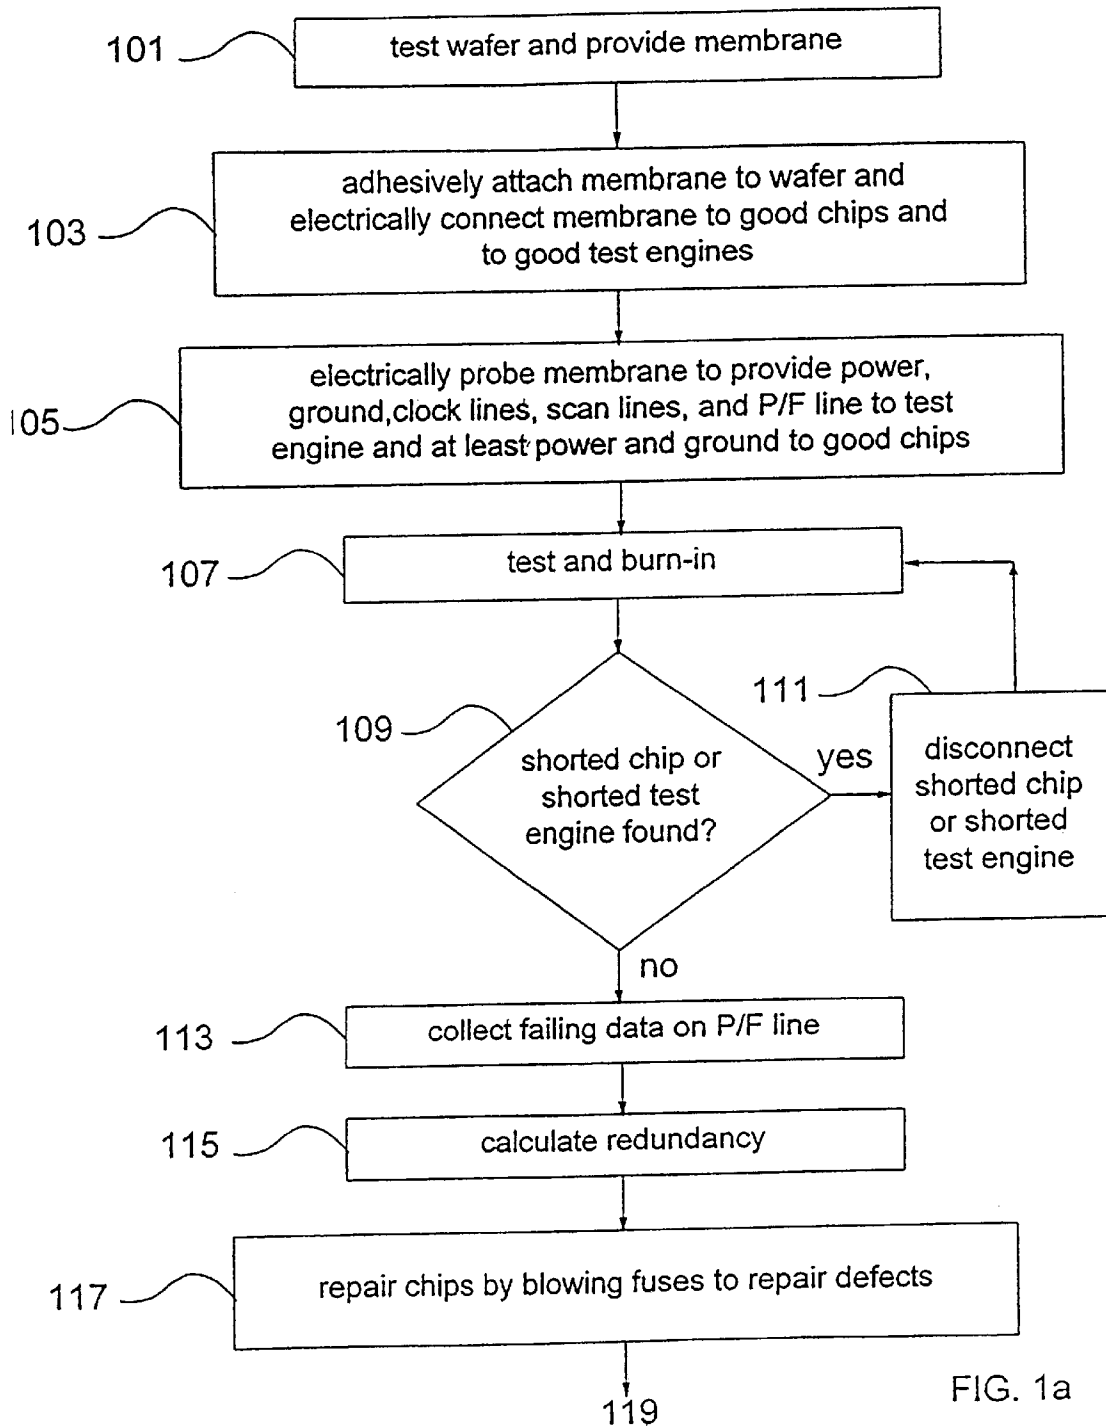 101
test wafer and provide membrane
103
adhesively attach membrane to wafer and
electrically connect membrane to good chips and
to good test engines
105
electrically probe membrane to provide power,
ground,clock lines, scan lines, and P/F line to test
engine and at least power and ground to good chips
107
test and burn-in
109
shorted chip or
shorted test
engine found?
yes
111
disconnect
shorted chip
or shorted
test engine
no
113
collect failing data on P/F line
115
calculate redundancy
117
repair chips by blowing fuses to repair defects
119
FIG. 1a